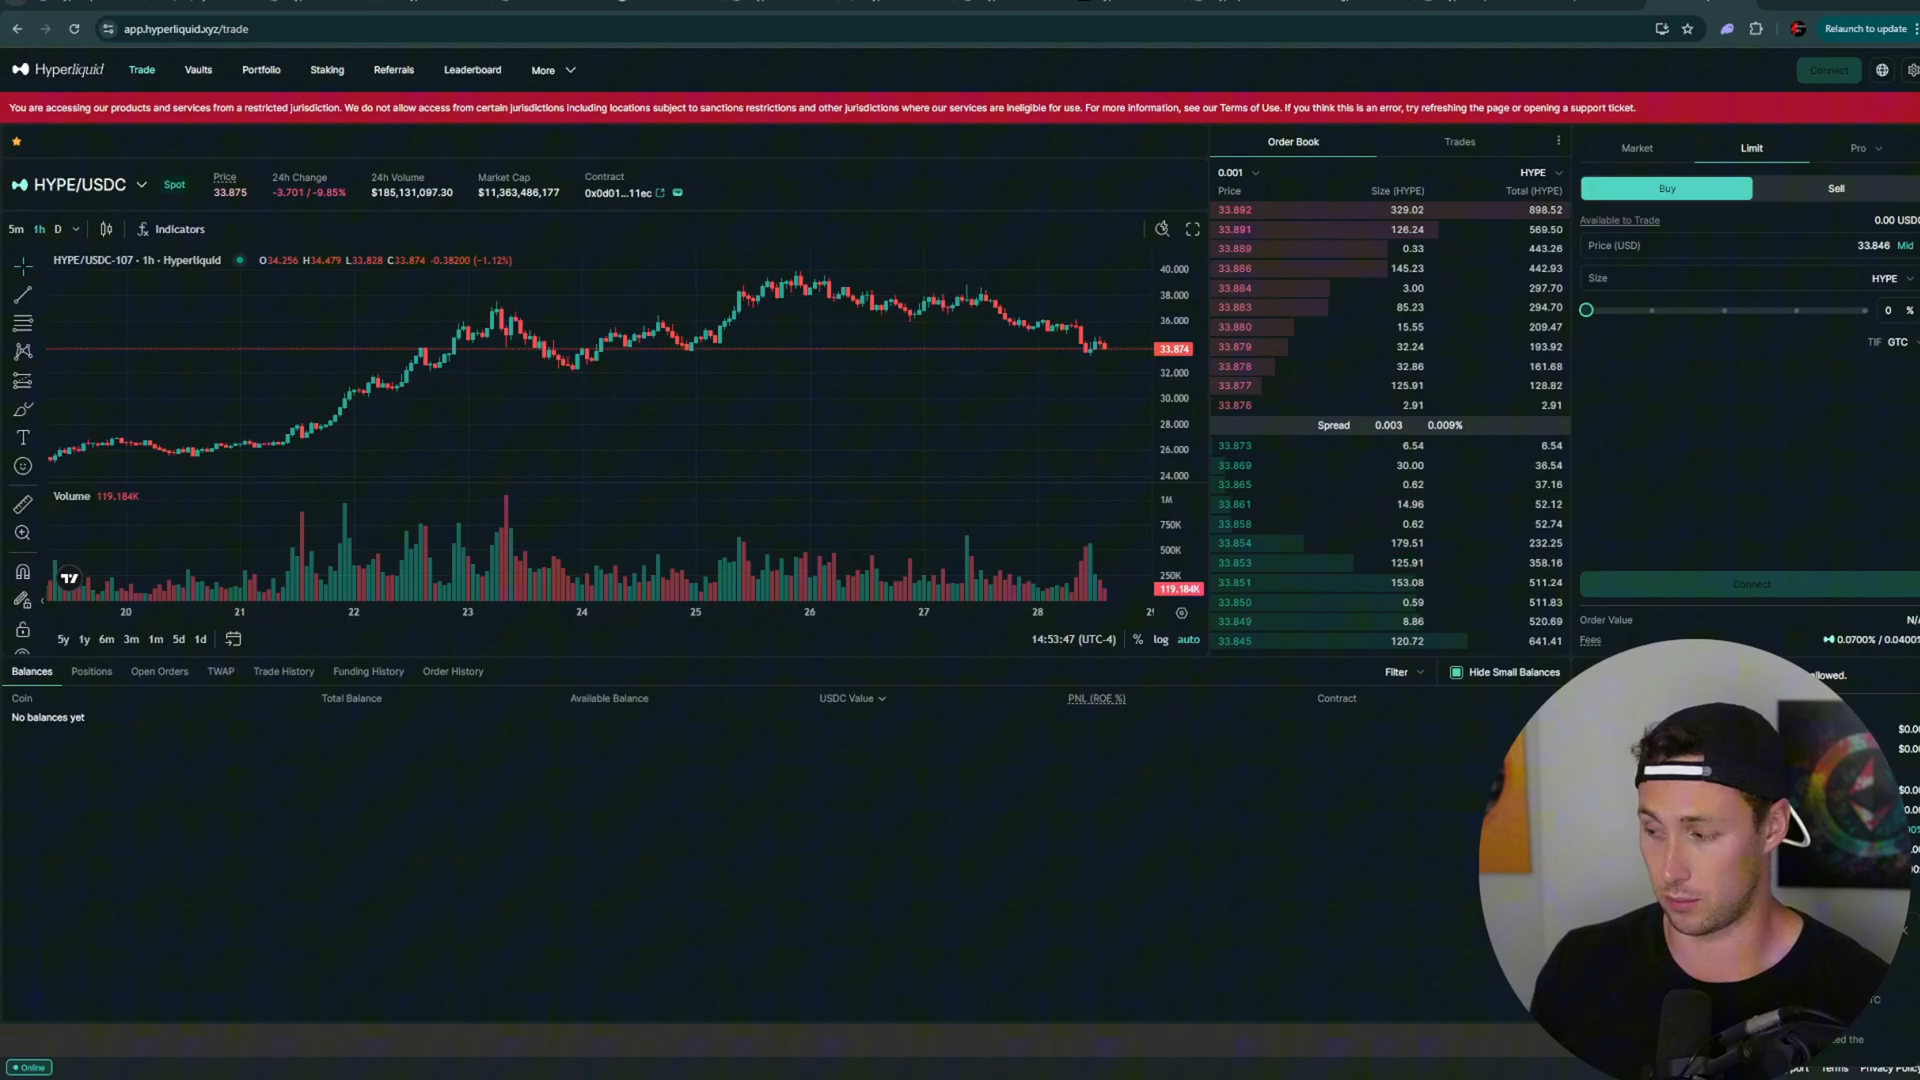 app.hyperliquid.xyz/trade
Relaunch to update
Hyperliquid Trade Vaults Portfolio Staking Referrals Leaderboard More Connect
You are accessing our products and services from a restricted jurisdiction. We do not allow access from certain jurisdictions including locations subject to sanctions restrictions and other jurisdictions where our services are ineligible for use. For more information, see our Terms of Use. If you think this is an error, try refreshing the page or opening a support ticket.
HYPE/USDC Spot
Price
33.875
24h Change
-3.701 / -9.85%
24h Volume
$185,131,097.30
Market Cap
$11,363,486,177
Contract
0x0d01...11ec
5m 1h D Indicators
HYPE/USDC-107 · 1h · Hyperliquid O34.256 H34.479 L33.828 C33.874 -0.38200 (-1.12%)
40.000
38.000
36.000
33.874
32.000
30.000
28.000
26.000
24.000
Volume 119.184K
1M
750K
500K
250K
119.184K
20 21 22 23 24 25 26 27 28
5y 1y 6m 3m 1m 5d 1d
14:53:47 (UTC-4) % log auto
Order Book Trades
0.001 HYPE
Price Size (HYPE) Total (HYPE)
33.892 329.02 898.52
33.891 126.24 569.50
33.889 0.33 443.26
33.886 145.23 442.93
33.884 3.00 297.70
33.883 85.23 294.70
33.880 15.55 209.47
33.879 32.24 193.92
33.878 32.86 161.68
33.877 125.91 128.82
33.876 2.91 2.91
Spread 0.003 0.009%
33.873 6.54 6.54
33.869 30.00 36.54
33.865 0.62 37.16
33.861 14.96 52.12
33.858 0.62 52.74
33.854 179.51 232.25
33.853 125.91 358.16
33.851 153.08 511.24
33.850 0.59 511.83
33.849 8.86 520.69
33.845 120.72 641.41
Market Limit Pro
Buy Sell
Available to Trade 0.00 USDC
Price (USD) 33.846 Mid
Size HYPE
0 %
TIF GTC
Connect
Order Value N/
Fees 0.0700% / 0.0400%
allowed.
$0.00
$0.00
$0.00
Balances Positions Open Orders TWAP Trade History Funding History Order History
Filter Hide Small Balances
Coin Total Balance Available Balance USDC Value PNL (ROE %) Contract
No balances yet
the
Online
Terms Privacy Policy